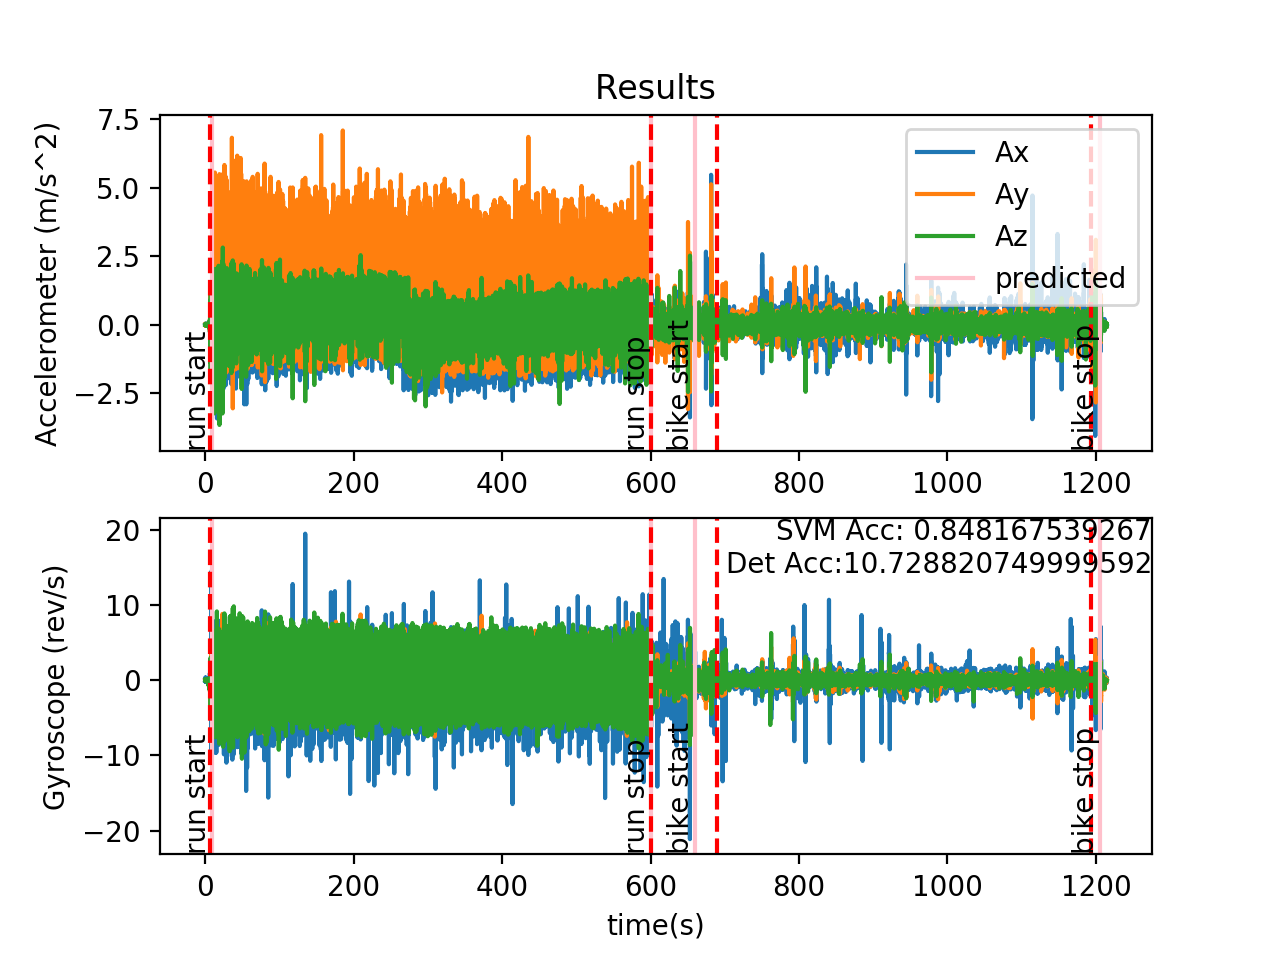 Results
Accelerometer (m/s^2)
7.5
5.0
2.5
0.0
−2.5
run start
run stop
bike start
bike stop
Ax
Ay
Az
predicted
0
200
400
600
800
1000
1200
Gyroscope (rev/s)
20
10
0
−10
−20
SVM Acc: 0.848167539267
Det Acc:10.728820749999592
run start
run stop
bike start
bike stop
0
200
400
600
800
1000
1200
time(s)